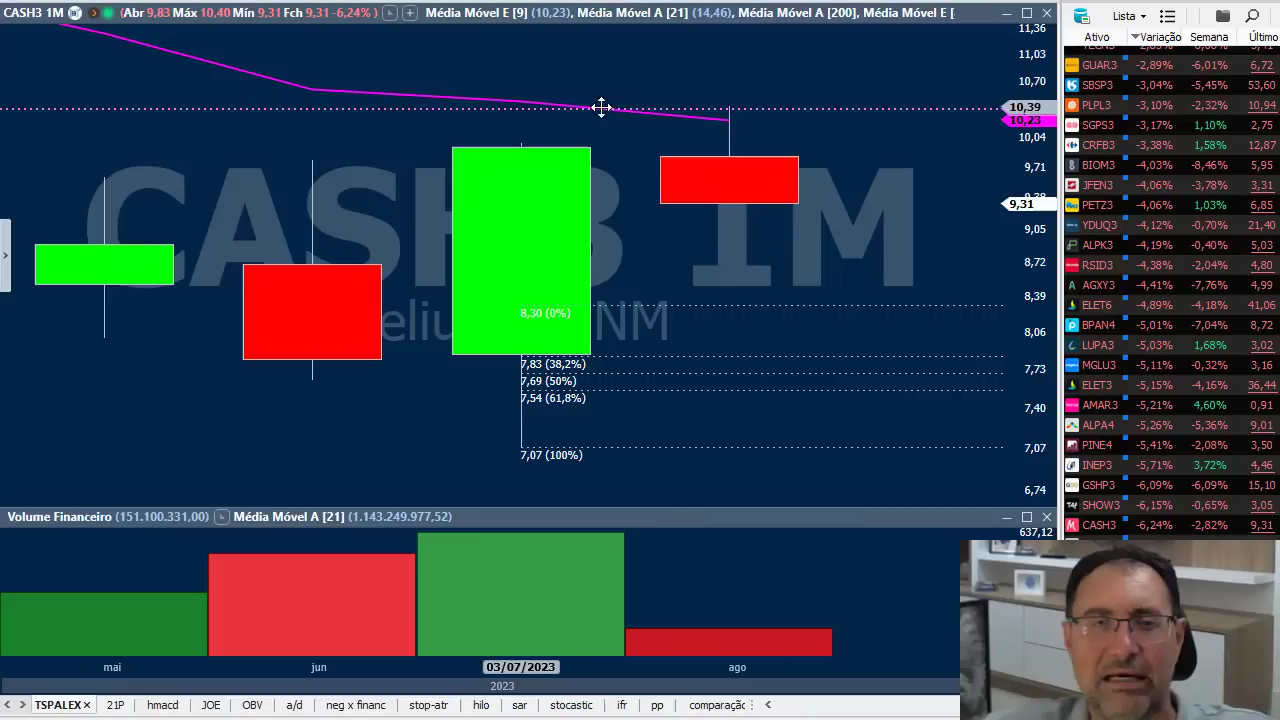 CASH3 1M (Abr 9,83 Máx 10,40 Mín 9,31 Fch 9,31 -6,24% ) Média Móvel E [9] (10,23), Média Móvel A [21] (14,46), Média Móvel A [200], Média Móvel E [
11,36
11,03
10,70
10,39
10,23
10,04
9,71
9,31
9,05
8,72
8,39
8,06
7,73
7,40
7,07
6,74
CASH3 1M
8,30 (0%)
7,83 (38,2%)
7,69 (50%)
7,54 (61,8%)
7,07 (100%)
Volume Financeiro (151.100.331,00) Média Móvel A [21] (1.143.249.977,52)
637,12
mai jun 03/07/2023 ago
2023
TSPALEX × 21P hmacd JOE OBV a/d neg x financ stop-atr hilo sar stocastic ifr pp comparação
Lista
Ativo Variação Semana Último
GUAR3 -2,89% -6,01% 6,72
SBSP3 -3,04% -5,45% 53,60
PLPL3 -3,10% -2,32% 10,94
SGPS3 -3,17% 1,10% 2,75
CRFB3 -3,38% 1,58% 12,87
BIOM3 -4,03% -8,46% 5,95
JFEN3 -4,06% -3,78% 3,31
PETZ3 -4,06% 1,03% 6,85
YDUQ3 -4,12% -0,70% 21,40
ALPK3 -4,19% -0,40% 5,03
RSID3 -4,38% -2,04% 4,80
AGXY3 -4,41% -7,76% 4,99
ELET6 -4,89% -4,18% 41,06
BPAN4 -5,01% -7,04% 8,72
LUPA3 -5,03% 1,68% 3,02
MGLU3 -5,11% -0,32% 3,16
ELET3 -5,15% -4,16% 36,44
AMAR3 -5,21% 4,60% 0,91
ALPA4 -5,26% -5,36% 9,01
PINE4 -5,41% -2,08% 3,50
INEP3 -5,71% 3,72% 4,46
GSHP3 -6,09% -6,09% 15,10
SHOW3 -6,15% -0,65% 3,05
CASH3 -6,24% -2,82% 9,31